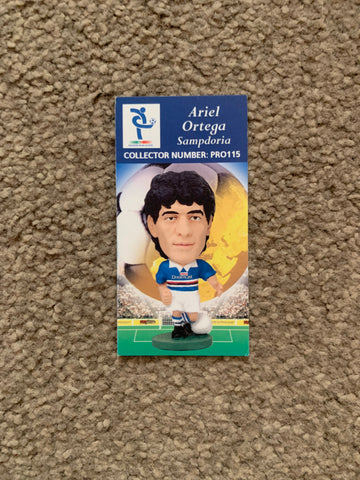 Ariel
Ortega
Sampdoria
COLLECTOR NUMBER: PRO115